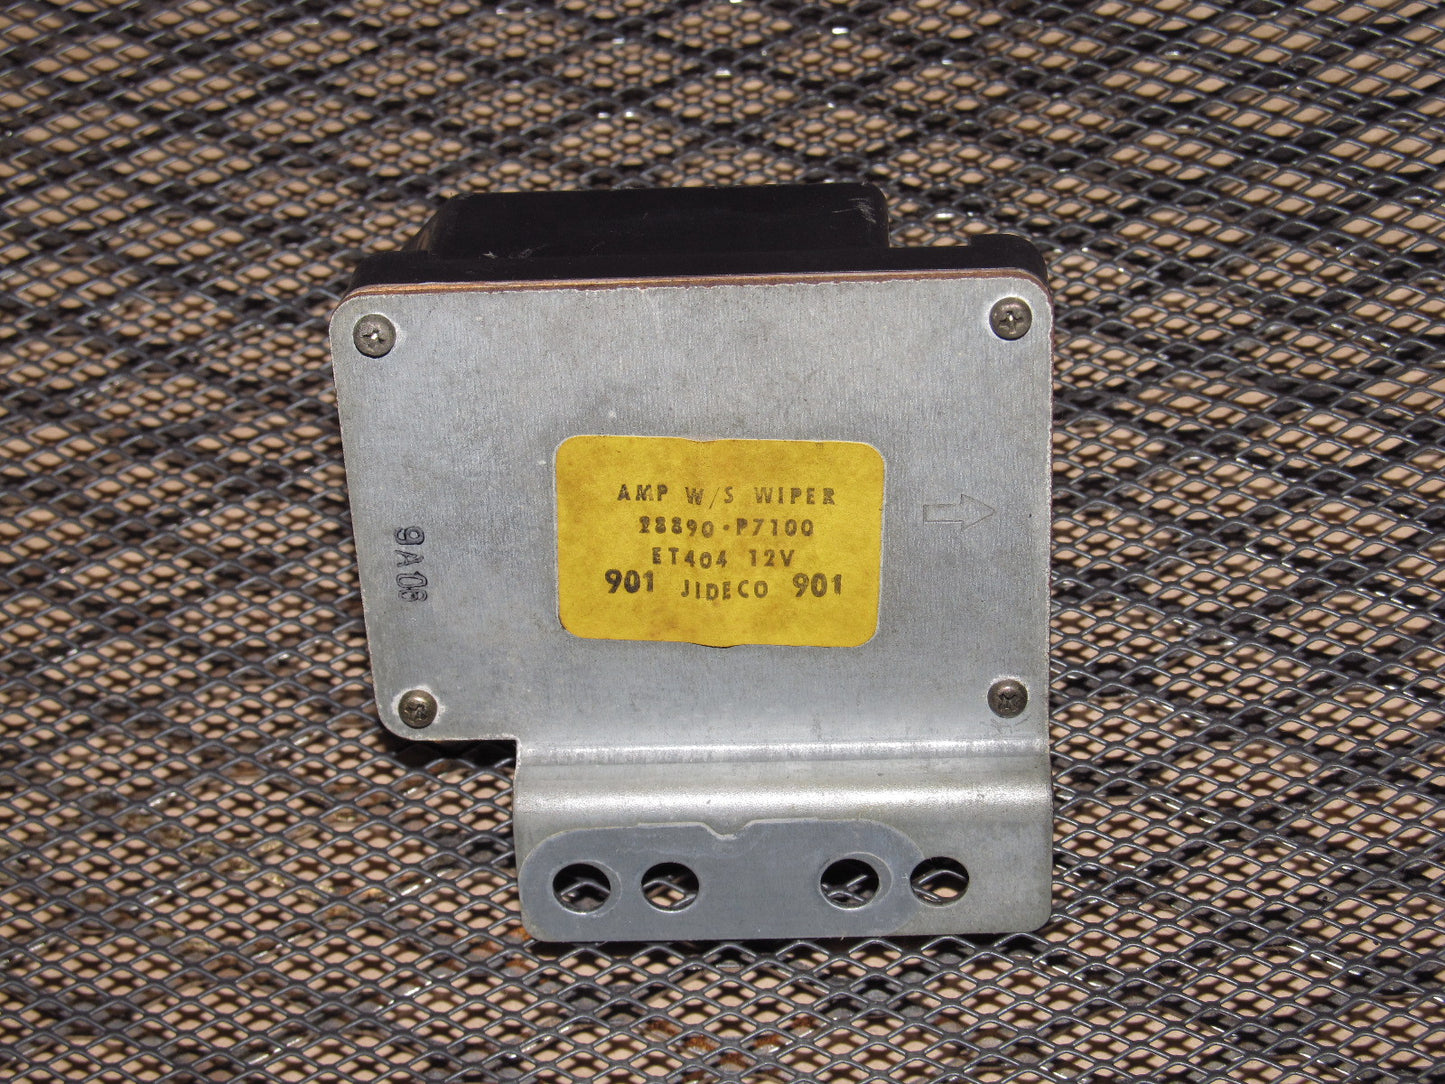 AMP W/S WIPER
28890-P7100
ET404 12V
901 JIDECO 901
9A08